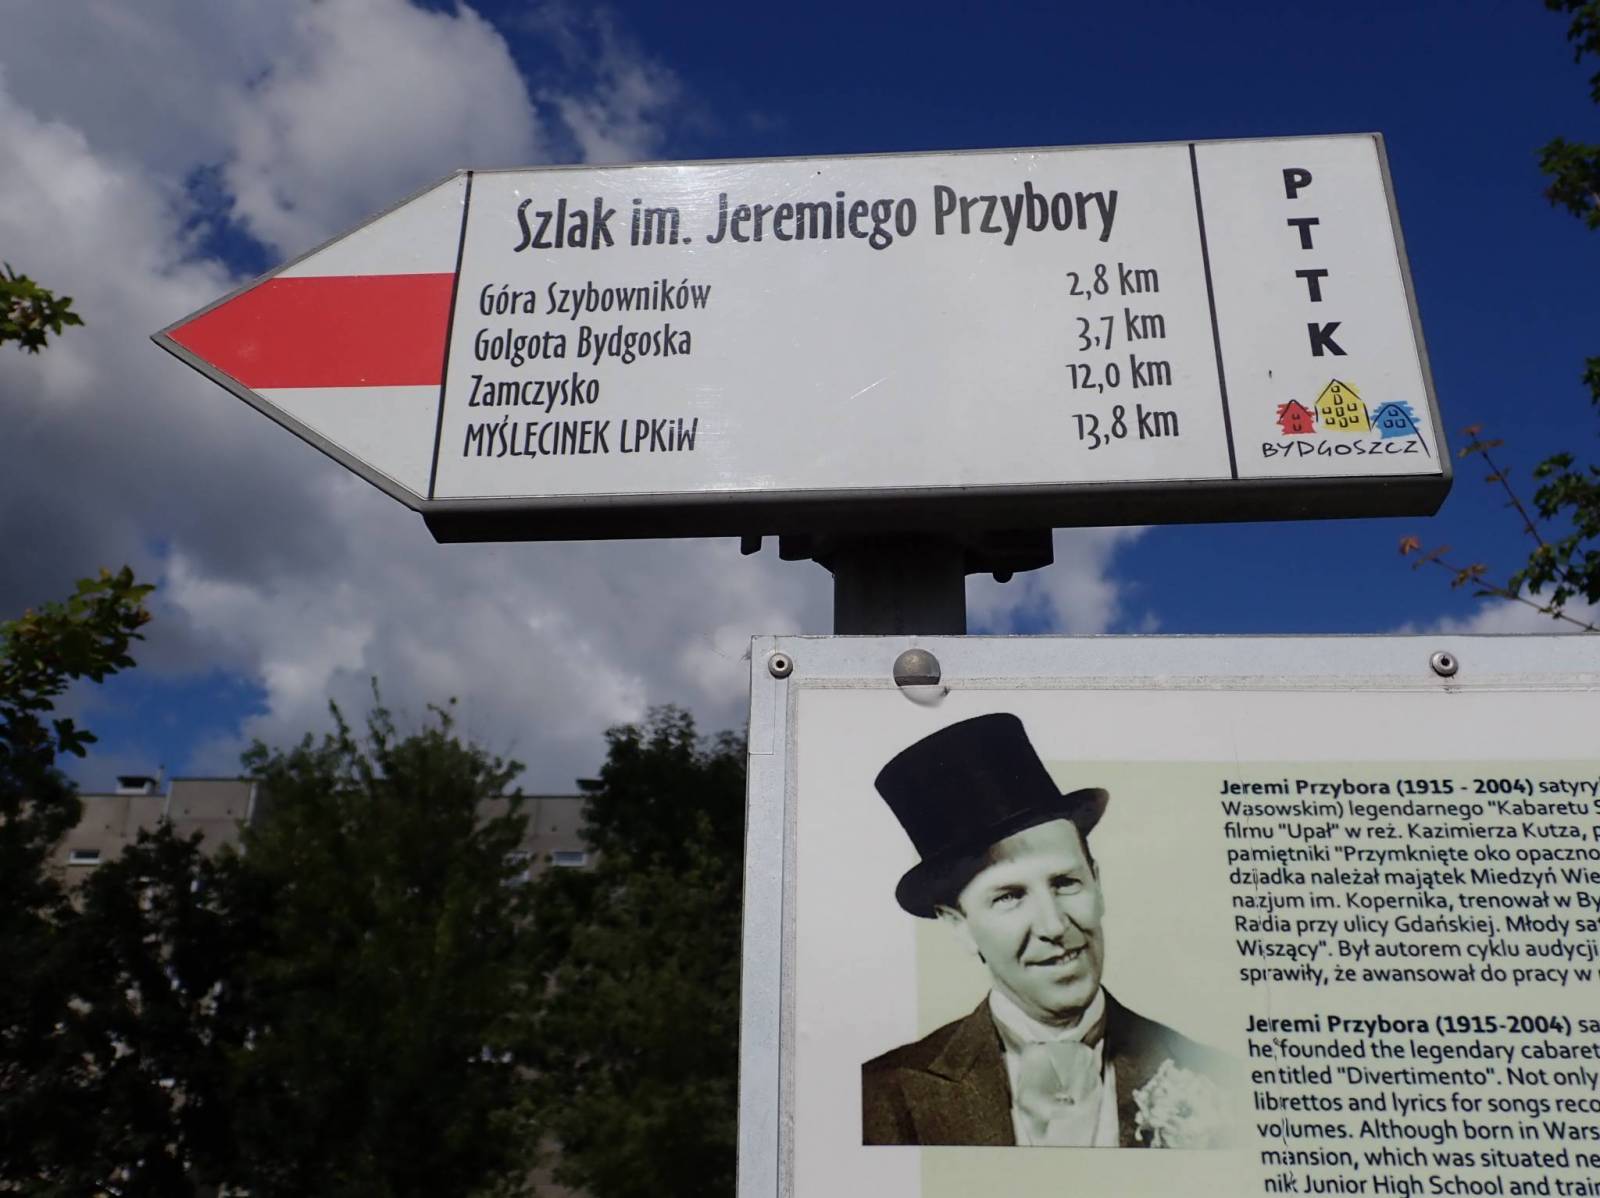 Szlak im. Jeremiego Przybory
Góra Szybowników 2,8 km
Golgota Bydgoska 3,7 km
Zamczysko 12,0 km
MYŚLĘCINEK LPKiW 13,8 km
PTTK
BYDGOSZCZ
Jeremi Przybora (1915 - 2004)
Wasowskim) legendarnego "Kabaretu
filmu "Upał" w reż. Kazimierza Kutza,
pamiętniki "Przymknięte oko
dziadka należał majątek Miedzyń
nazjum im. Kopernika, trenował w
Radia przy ulicy Gdańskiej. Młody
Wiszący". Był autorem cyklu audycji
sprawiły, że awansował do pracy w
Jeremi Przybora (1915-2004)
he founded the legendary
entitled "Divertimento". Not only
librettos and lyrics for songs
volumes. Although born in
mansion, which was situated
nik Junior High School and